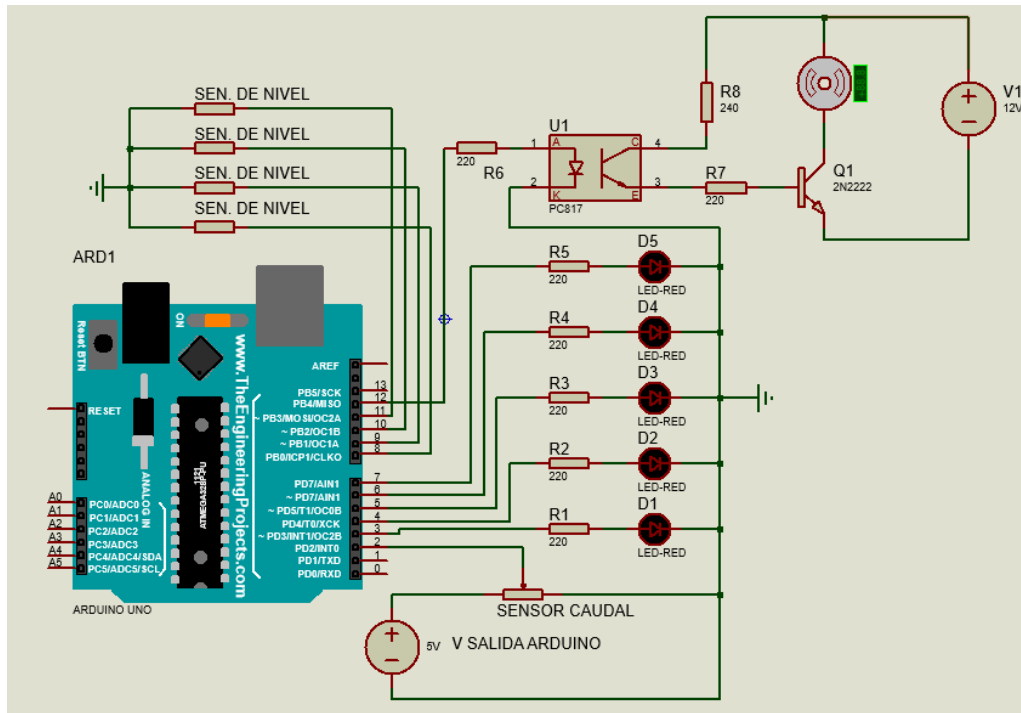 SEN. DE NIVEL
SEN. DE NIVEL
SEN. DE NIVEL
SEN. DE NIVEL
R8
240
V1
12V
U1
1
A
C
4
2
K
E
3
PC817
220
R6
R7
220
Q1
2N2222
ARD1
Reset BTN
ON
www.TheEngineeringProjects.com
ANALOG IN
ATMEGA328P-PU
1121
AREF
PB5/SCK
13
PB4/MISO
12
~ PB3/MOSI/OC2A
11
~ PB2/OC1B
10
~ PB1/OC1A
9
PB0/ICP1/CLKO
8
PD7/AIN1
7
~ PD7/AIN1
6
~ PD5/T1/OC0B
5
PD4/T0/XCK
4
~ PD3/INT1/OC2B
3
PD2/INT0
2
PD1/TXD
1
PD0/RXD
0
RESET
A0
PC0/ADC0
A1
PC1/ADC1
A2
PC2/ADC2
A3
PC3/ADC3
A4
PC4/ADC4/SDA
A5
PC5/ADC5/SCL
ARDUINO UNO
R5
220
D5
LED-RED
R4
220
D4
LED-RED
R3
220
D3
LED-RED
R2
220
D2
LED-RED
R1
220
D1
LED-RED
SENSOR CAUDAL
5V
V SALIDA ARDUINO